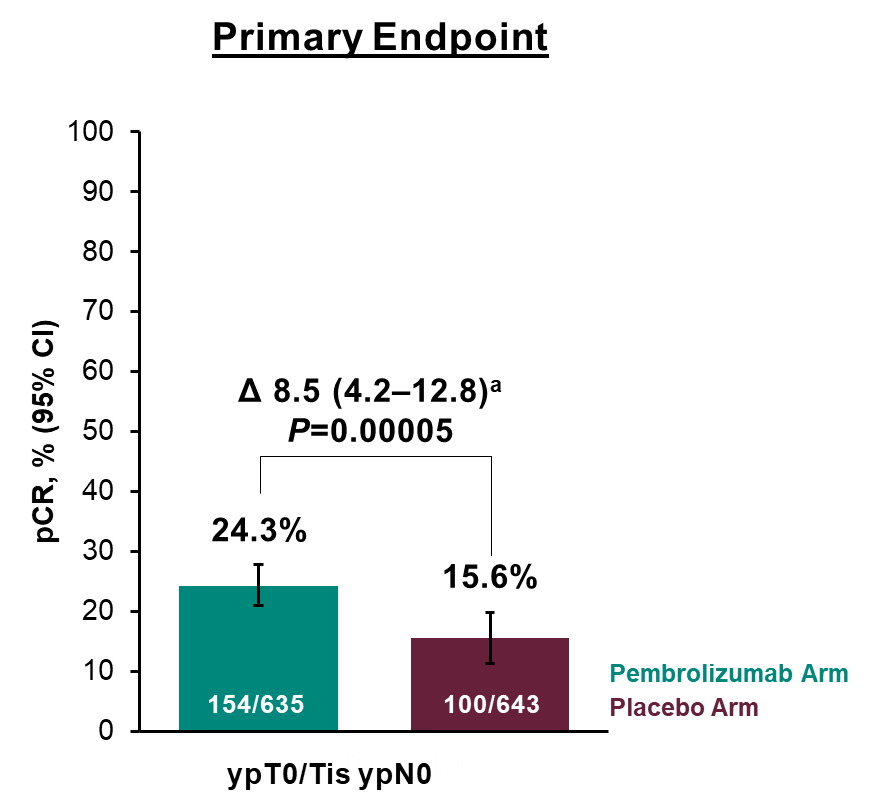 Primary Endpoint
pCR, % (95% CI)
100
90
80
70
60
50
40
30
20
10
0
Δ 8.5 (4.2–12.8)ᵃ
P=0.00005
24.3%
15.6%
154/635
100/643
Pembrolizumab Arm
Placebo Arm
ypT0/Tis ypN0